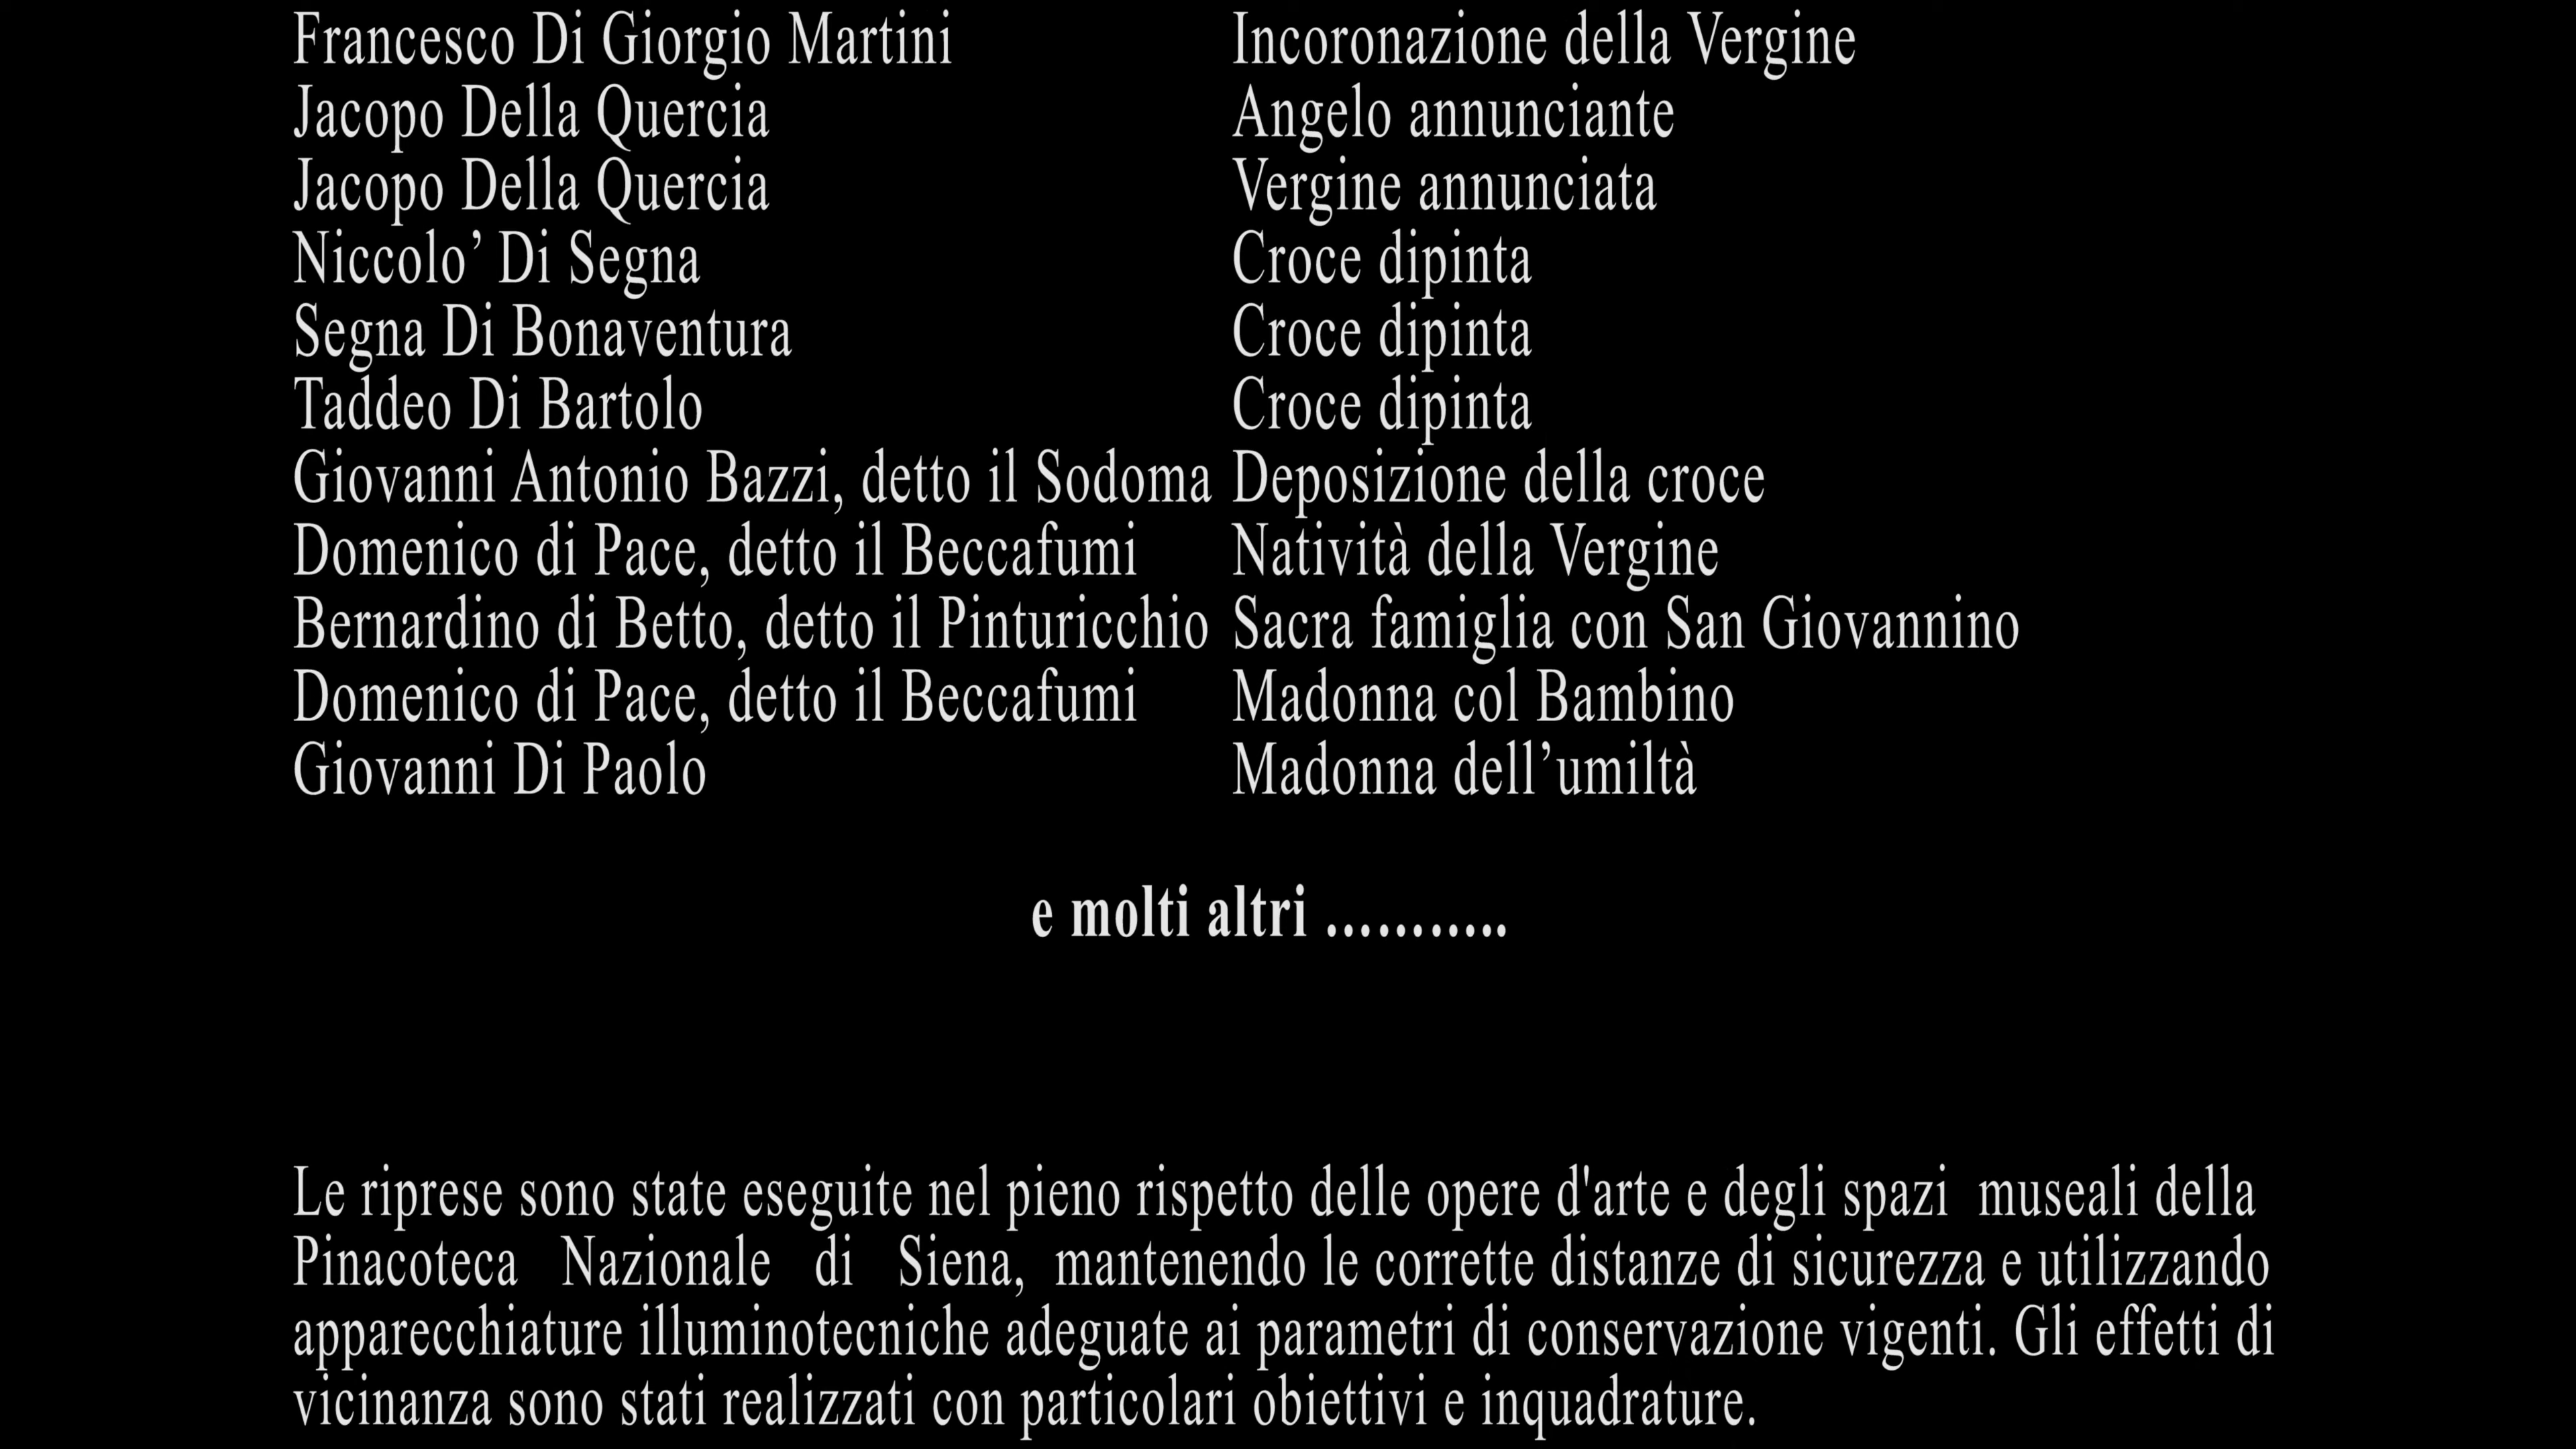 Francesco Di Giorgio Martini Incoronazione della Vergine
Jacopo Della Quercia Angelo annunciante
Jacopo Della Quercia Vergine annunciata
Niccolo’ Di Segna Croce dipinta
Segna Di Bonaventura Croce dipinta
Taddeo Di Bartolo Croce dipinta
Giovanni Antonio Bazzi, detto il Sodoma Deposizione della croce
Domenico di Pace, detto il Beccafumi Natività della Vergine
Bernardino di Betto, detto il Pinturicchio Sacra famiglia con San Giovannino
Domenico di Pace, detto il Beccafumi Madonna col Bambino
Giovanni Di Paolo Madonna dell’umiltà
e molti altri ...........
Le riprese sono state eseguite nel pieno rispetto delle opere d'arte e degli spazi museali della
Pinacoteca Nazionale di Siena, mantenendo le corrette distanze di sicurezza e utilizzando
apparecchiature illuminotecniche adeguate ai parametri di conservazione vigenti. Gli effetti di
vicinanza sono stati realizzati con particolari obiettivi e inquadrature.